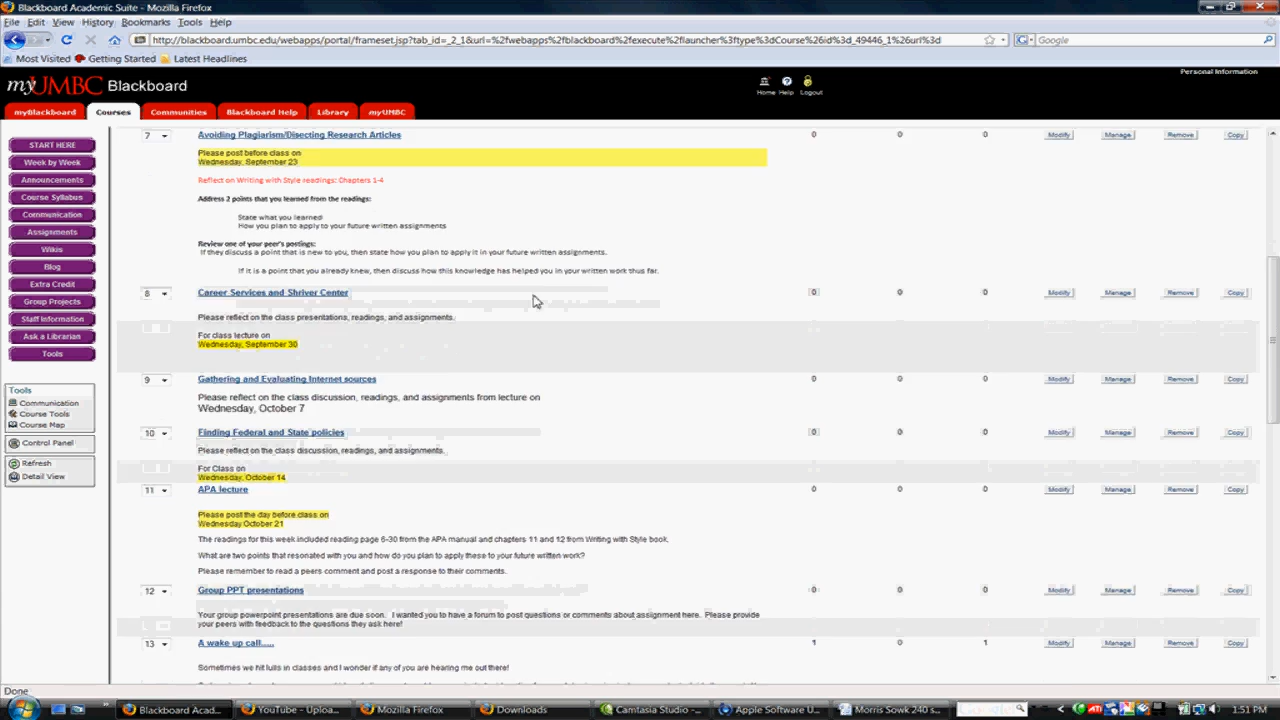 Blackboard Academic Suite - Mozilla Firefox
File Edit View History Bookmarks Tools Help
http://blackboard.umbc.edu/webapps/portal/frameset.jsp?tab_id=_2_1&url=%2fwebapps%2fblackboard%2fexecute%2flauncher%3ftype%3dCourse%26id%3d_49446_1%26url%3d
Google
Most Visited Getting Started Latest Headlines
myUMBC Blackboard
Personal Information
Home Help Logout
myBlackboard Courses Communities Blackboard Help Library myUMBC
START HERE
Week by Week
Announcements
Course Syllabus
Communication
Assignments
Wikis
Blog
Extra Credit
Group Projects
Staff Information
Ask a Librarian
Tools
Tools
Communication
Course Tools
Course Map
Control Panel
Refresh
Detail View
7 Avoiding Plagiarism/Disecting Research Articles 0 0 0 Modify Manage Remove Copy
Please post before class on
Wednesday, September 23
Reflect on Writing with Style readings: Chapters 1-4
Address 2 points that you learned from the readings:
State what you learned
How you plan to apply to your future written assignments
Review one of your peer's postings:
If they discuss a point that is new to you, then state how you plan to apply it in your future written assignments.
If it is a point that you already knew, then discuss how this knowledge has helped you in your written work thus far.
8 Career Services and Shriver Center 0 0 0 Modify Manage Remove Copy
Please reflect on the class presentations, readings, and assignments.
For class lecture on
Wednesday, September 30
9 Gathering and Evaluating Internet sources 0 0 0 Modify Manage Remove Copy
Please reflect on the class discussion, readings, and assignments from lecture on
Wednesday, October 7
10 Finding Federal and State policies 0 0 0 Modify Manage Remove Copy
Please reflect on the class discussion, readings, and assignments.
For Class on
Wednesday, October 14
11 APA lecture 0 0 0 Modify Manage Remove Copy
Please post the day before class on
Wednesday October 21
The readings for this week included reading page 6-30 from the APA manual and chapters 11 and 12 from Writing with Style book.
What are two points that resonated with you and how do you plan to apply these to your future written work?
Please remember to read a peers comment and post a response to their comments.
12 Group PPT presentations 0 0 0 Modify Manage Remove Copy
Your group powerpoint presentations are due soon. I wanted you to have a forum to post questions or comments about assignment here. Please provide
your peers with feedback to the questions they ask here!
13 A wake up call..... 1 0 1 Modify Manage Remove Copy
Sometimes we hit lulls in classes and I wonder if any of you are hearing me out there!
Done
Blackboard Acad... YouTube - Uploa... Mozilla Firefox Downloads Camtasia Studio -... Apple Software U... Morris Sowk 240 s... Google 1:51 PM